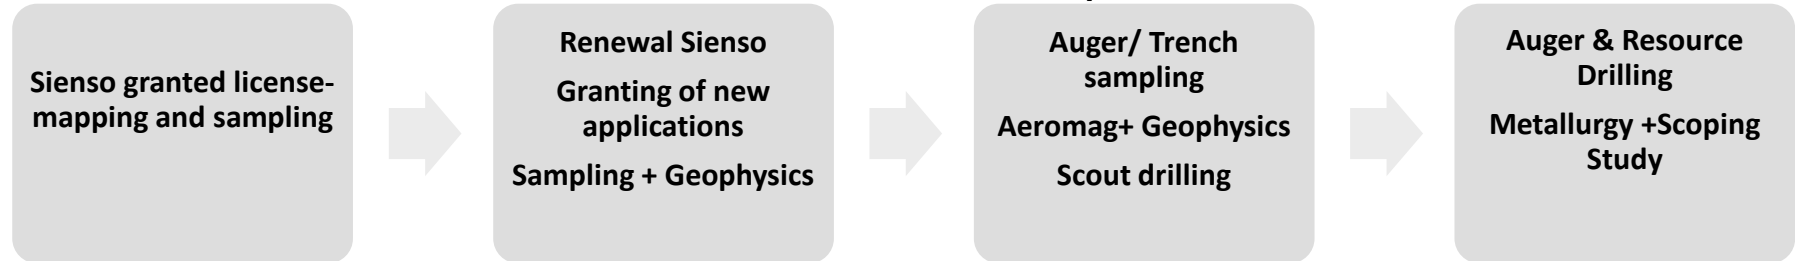 Sienso granted license-
mapping and sampling
Renewal Sienso
Granting of new
applications
Sampling + Geophysics
Auger/ Trench
sampling
Aeromag+ Geophysics
Scout drilling
Auger & Resource
Drilling
Metallurgy +Scoping
Study